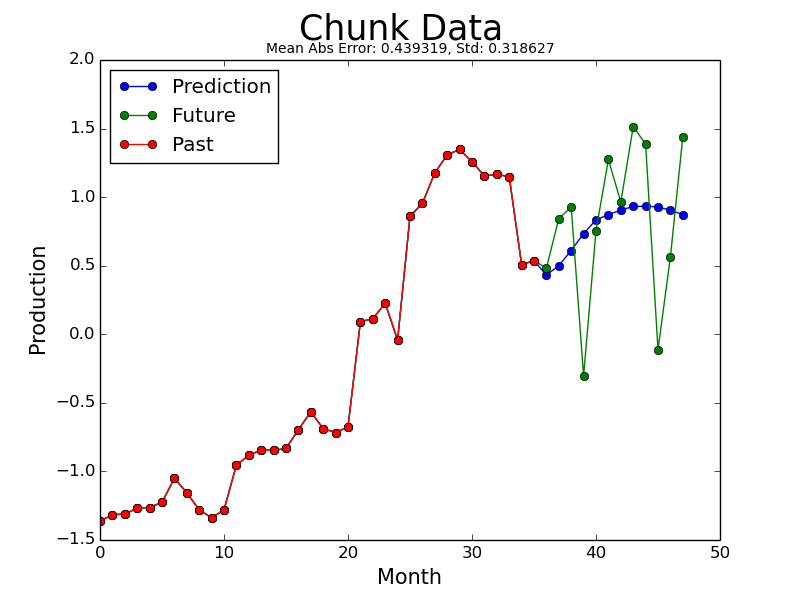 Chunk Data
Mean Abs Error: 0.439319, Std: 0.318627
Prediction
Future
Past
2.0
1.5
1.0
0.5
0.0
−0.5
−1.0
−1.5
Production
0 10 20 30 40 50
Month